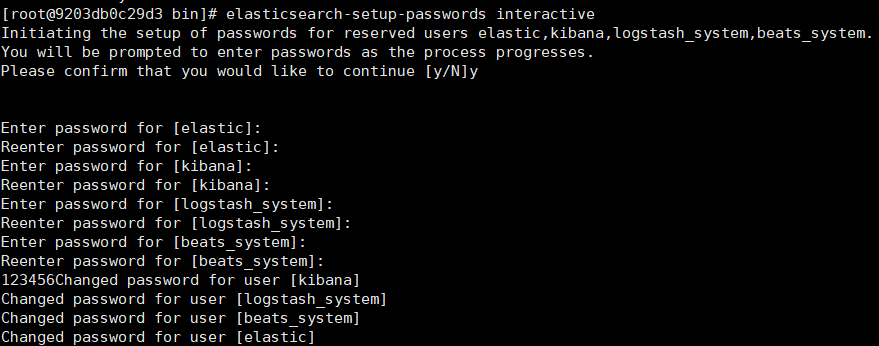 [root@9203db0c29d3 bin]# elasticsearch-setup-passwords interactive
Initiating the setup of passwords for reserved users elastic,kibana,logstash_system,beats_system.
You will be prompted to enter passwords as the process progresses.
Please confirm that you would like to continue [y/N]y
Enter password for [elastic]:
Reenter password for [elastic]:
Enter password for [kibana]:
Reenter password for [kibana]:
Enter password for [logstash_system]:
Reenter password for [logstash_system]:
Enter password for [beats_system]:
Reenter password for [beats_system]:
123456Changed password for user [kibana]
Changed password for user [logstash_system]
Changed password for user [beats_system]
Changed password for user [elastic]